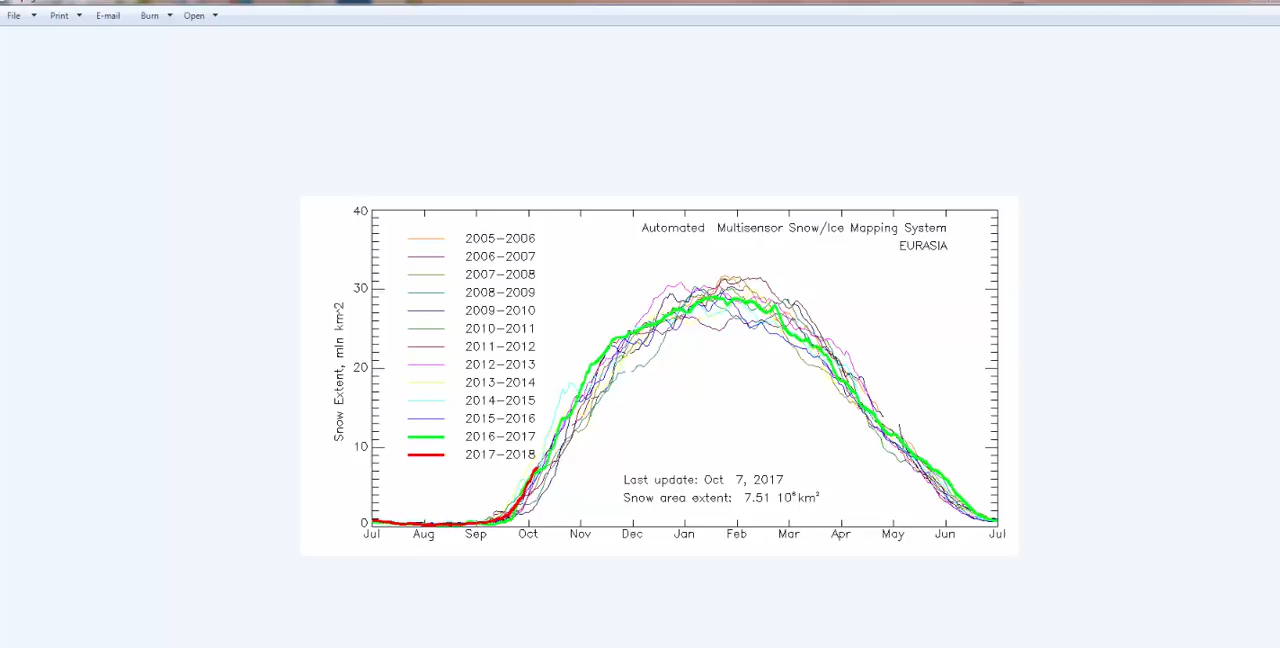 File Print E-mail Burn Open
40
30
20
10
0
Snow Extent, mln km^2
Automated Multisensor Snow/Ice Mapping System
EURASIA
2005-2006
2006-2007
2007-2008
2008-2009
2009-2010
2010-2011
2011-2012
2012-2013
2013-2014
2014-2015
2015-2016
2016-2017
2017-2018
Last update: Oct 7, 2017
Snow area extent: 7.51 10⁶km²
Jul Aug Sep Oct Nov Dec Jan Feb Mar Apr May Jun Jul